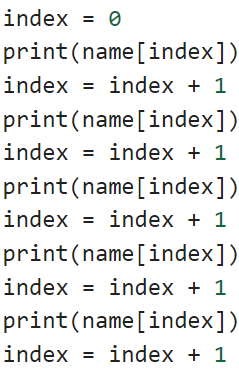 index = 0
print(name[index])
index = index + 1
print(name[index])
index = index + 1
print(name[index])
index = index + 1
print(name[index])
index = index + 1
print(name[index])
index = index + 1